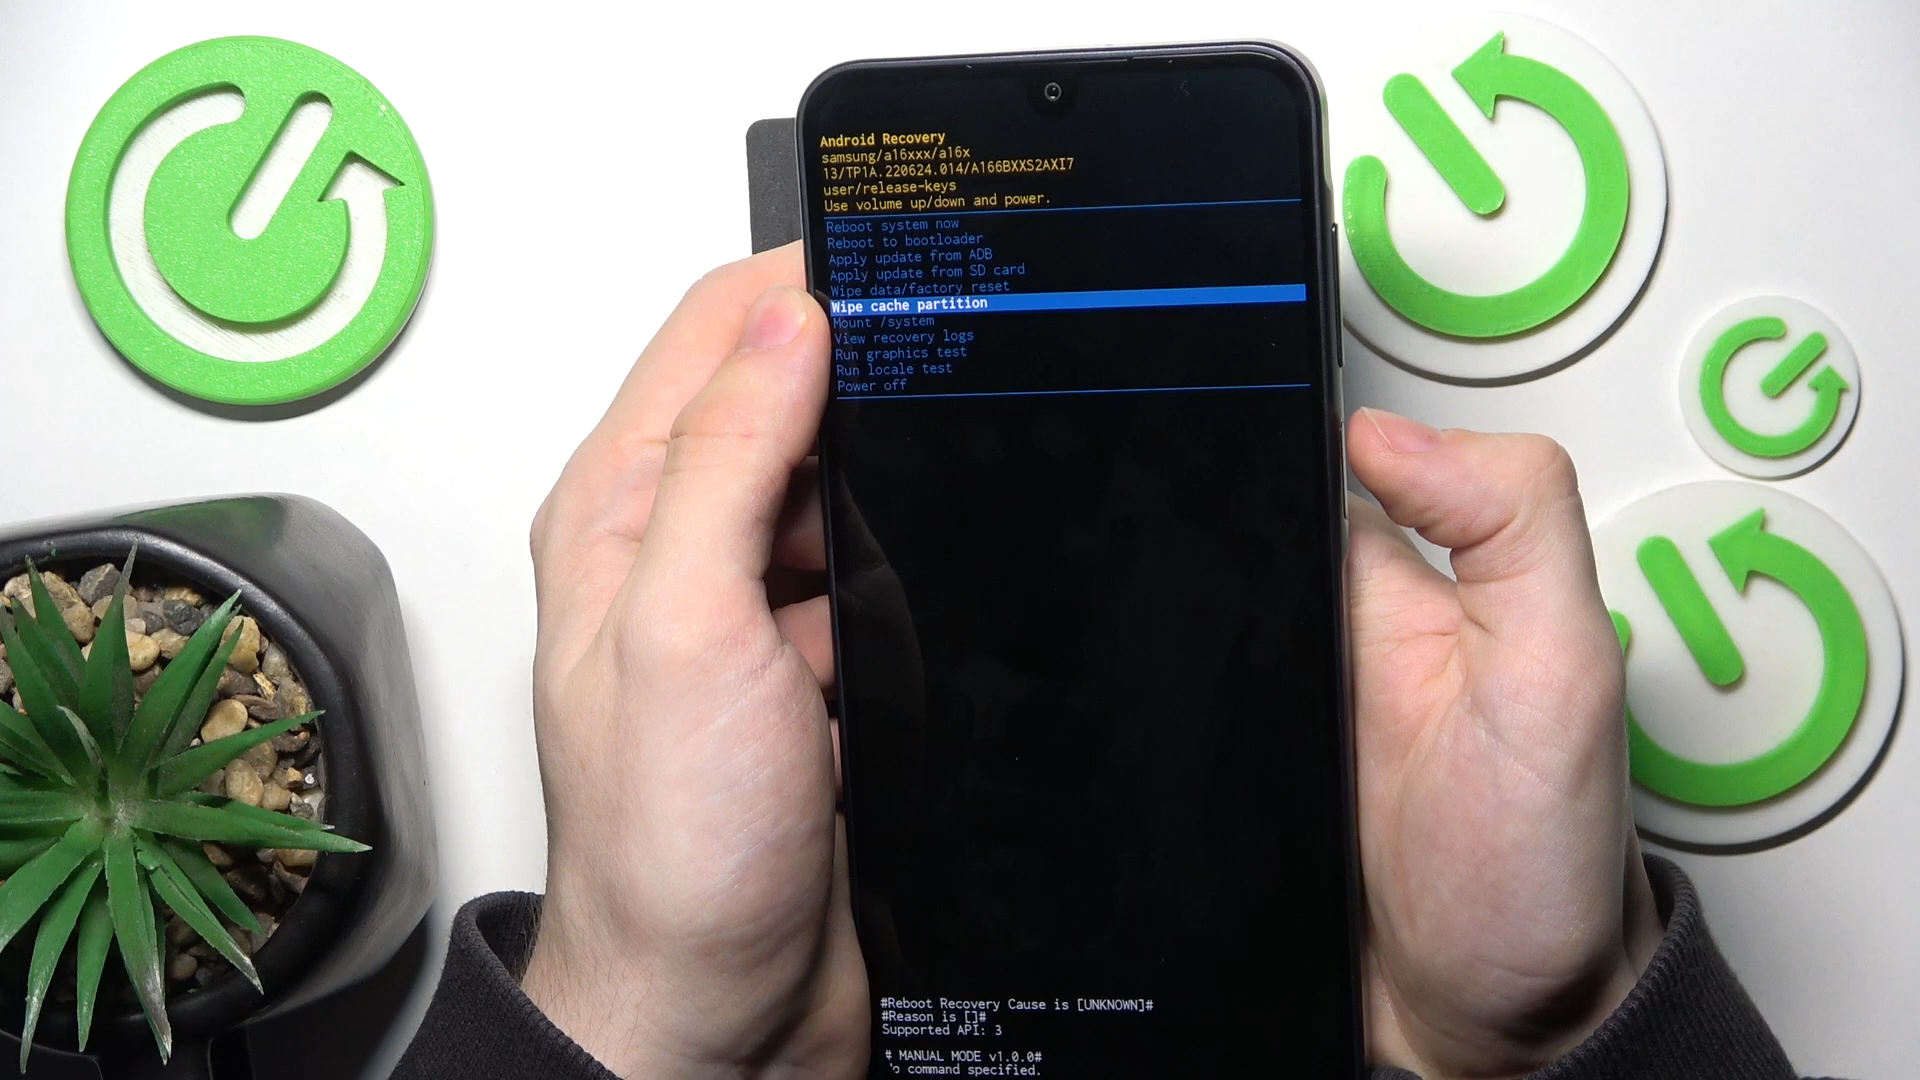 Android Recovery
samsung/a16xxx/a16x
13/TP1A.220624.014/A166BXXS2AXI7
user/release-keys
Use volume up/down and power.
Reboot system now
Reboot to bootloader
Apply update from ADB
Apply update from SD card
Wipe data/factory reset
Wipe cache partition
Mount /system
View recovery logs
Run graphics test
Run locale test
Power off
#Reboot Recovery Cause is [UNKNOWN]#
#Reason is []#
Supported API: 3
# MANUAL MODE v1.0.0#
command specified.